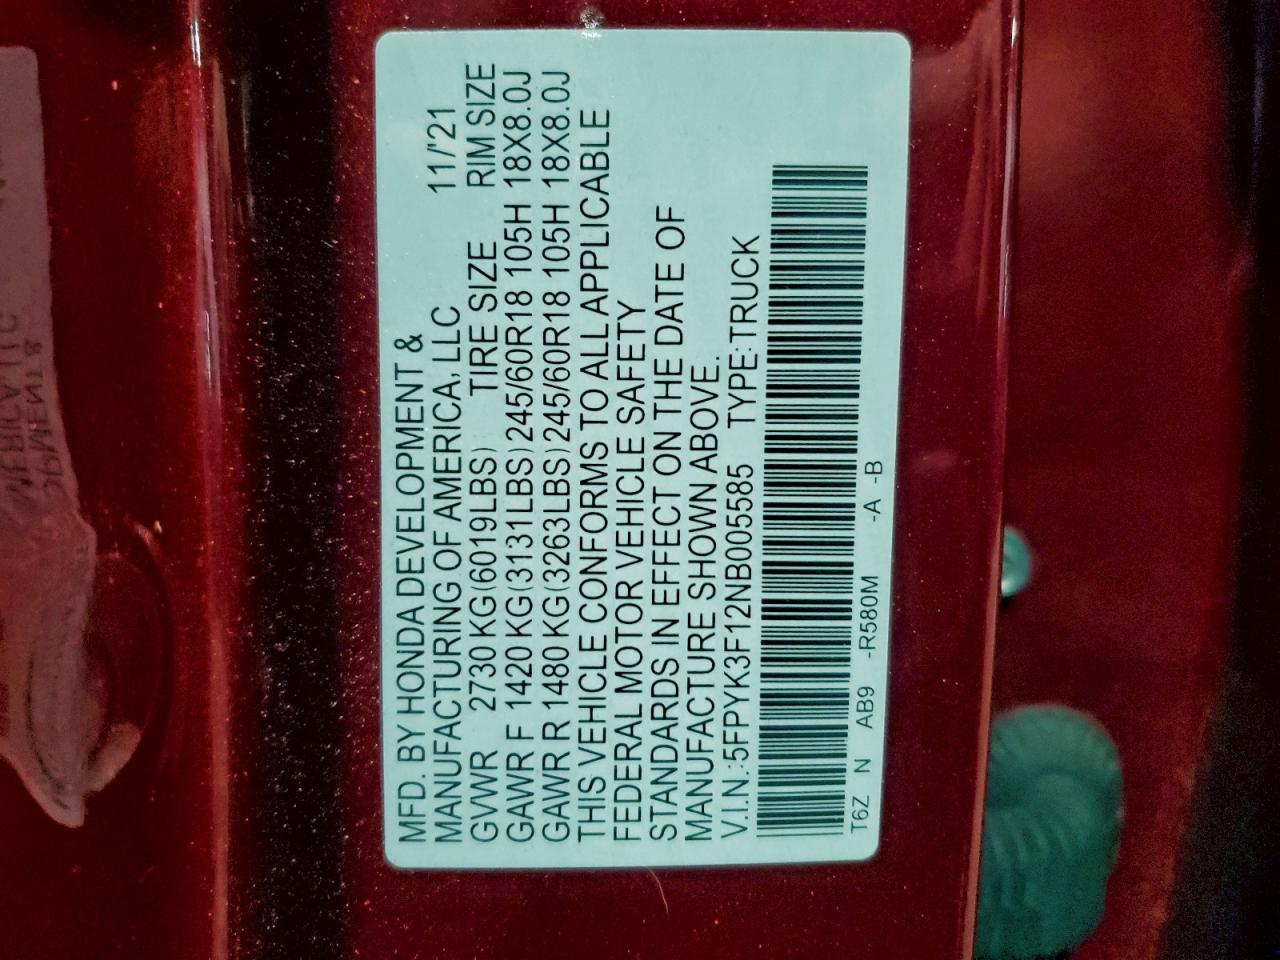 MFD. BY HONDA DEVELOPMENT &
MANUFACTURING OF AMERICA, LLC 11/'21
GVWR 2730 KG(6019LBS) TIRE SIZE RIM SIZE
GAWR F 1420 KG(3131LBS) 245/60R18 105H 18X8.0J
GAWR R 1480 KG(3263LBS) 245/60R18 105H 18X8.0J
THIS VEHICLE CONFORMS TO ALL APPLICABLE
FEDERAL MOTOR VEHICLE SAFETY
STANDARDS IN EFFECT ON THE DATE OF
MANUFACTURE SHOWN ABOVE.
V.I.N.:5FPYK3F12NB005585 TYPE:TRUCK
T6Z N AB9 -R580M -A -B